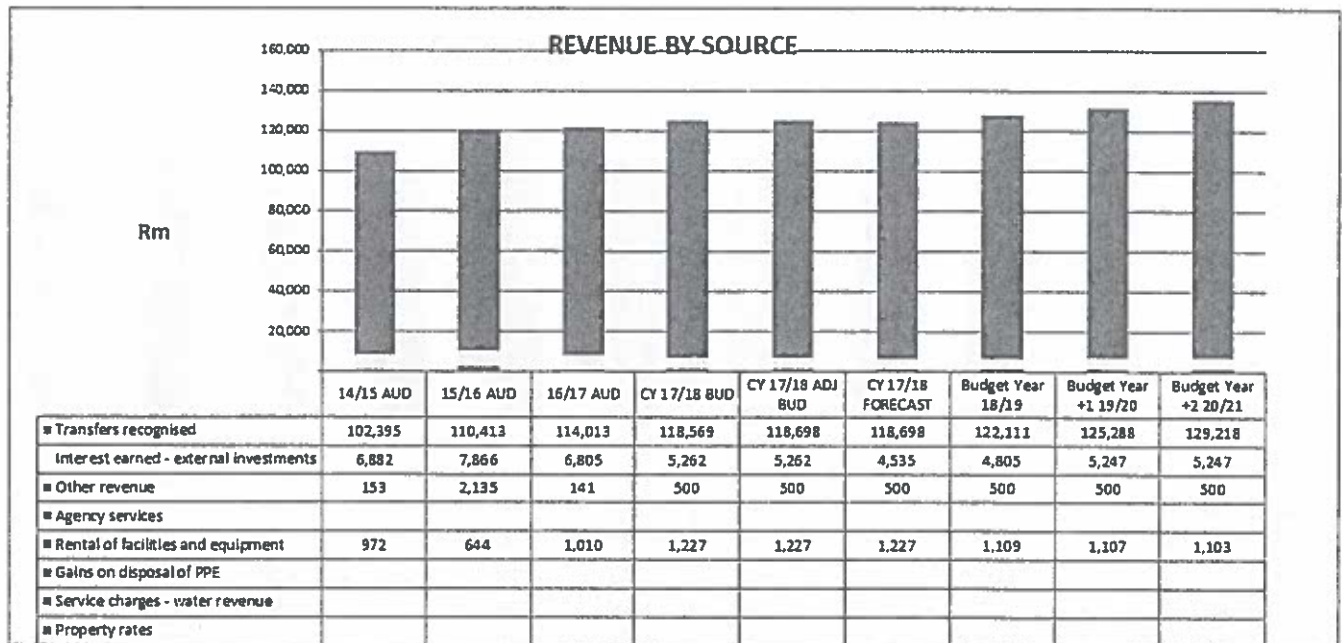 REVENUE BY SOURCE
160,000
140,000
120,000
100,000
80,000
60,000
40,000
20,000
Rm
14/15 AUD 15/16 AUD 16/17 AUD CY 17/18 BUD CY 17/18 ADJ BUD CY 17/18 FORECAST Budget Year 18/19 Budget Year +1 19/20 Budget Year +2 20/21
Transfers recognised 102,395 110,413 114,013 118,569 118,698 118,698 122,111 125,288 129,218
Interest earned - external investments 6,882 7,866 6,805 5,262 5,262 4,535 4,805 5,247 5,247
Other revenue 153 2,135 141 500 500 500 500 500 500
Agency services
Rental of facilities and equipment 972 644 1,010 1,227 1,227 1,227 1,109 1,107 1,103
Gains on disposal of PPE
Service charges - water revenue
Property rates